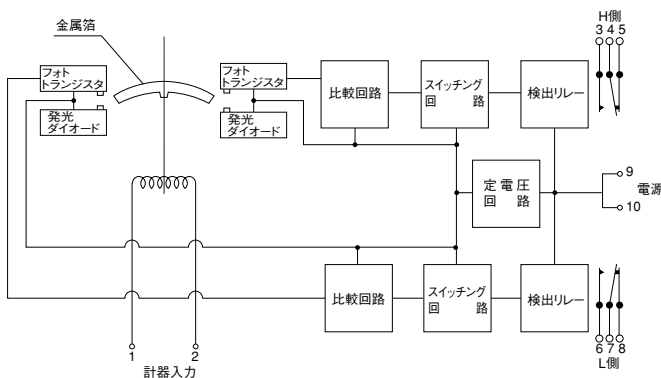 金属箔
H側
3 4 5
フォト
トランジスタ
フォト
トランジスタ
比較回路
スイッチング
回 路
検出リレー
発光
ダイオード
発光
ダイオード
定 電 圧
回 路
9
電源
10
比較回路
スイッチング
回 路
検出リレー
1
2
計器入力
6 7 8
L側